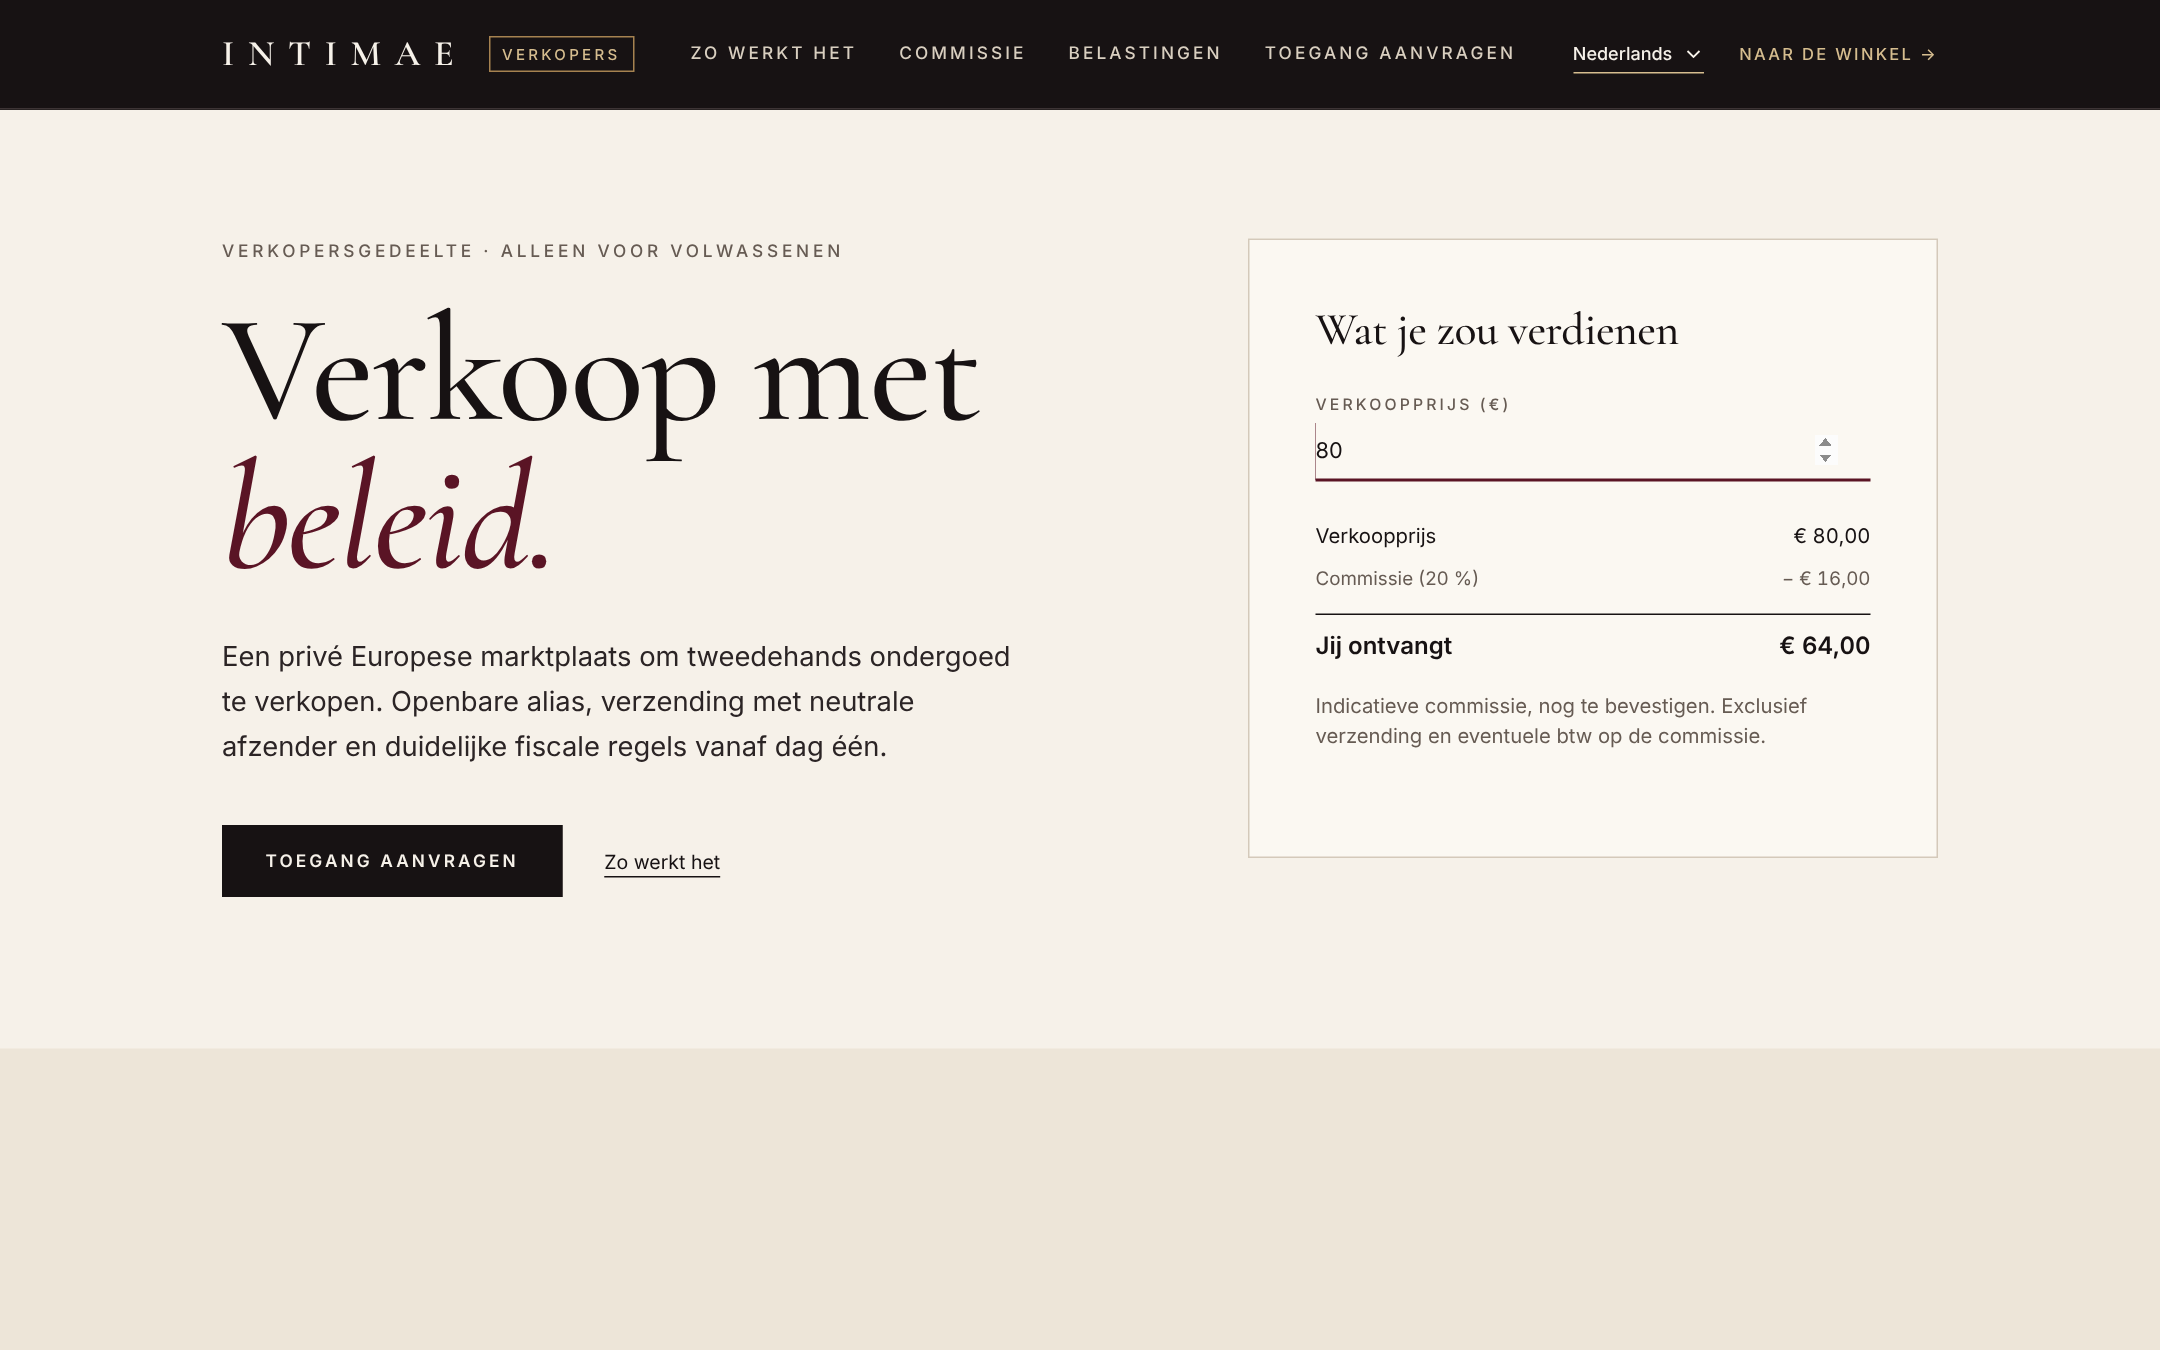 INTIMAE
VERKOPERS
ZO WERKT HET
COMMISSIE
BELASTINGEN
TOEGANG AANVRAGEN
Nederlands
NAAR DE WINKEL →
VERKOPERSGEDEELTE · ALLEEN VOOR VOLWASSENEN
Verkoop met
beleid.
Een privé Europese marktplaats om tweedehands ondergoed
te verkopen. Openbare alias, verzending met neutrale
afzender en duidelijke fiscale regels vanaf dag één.
TOEGANG AANVRAGEN
Zo werkt het
Wat je zou verdienen
VERKOOPPRIJS (€)
80
Verkoopprijs € 80,00
Commissie (20 %) – € 16,00
Jij ontvangt € 64,00
Indicatieve commissie, nog te bevestigen. Exclusief
verzending en eventuele btw op de commissie.